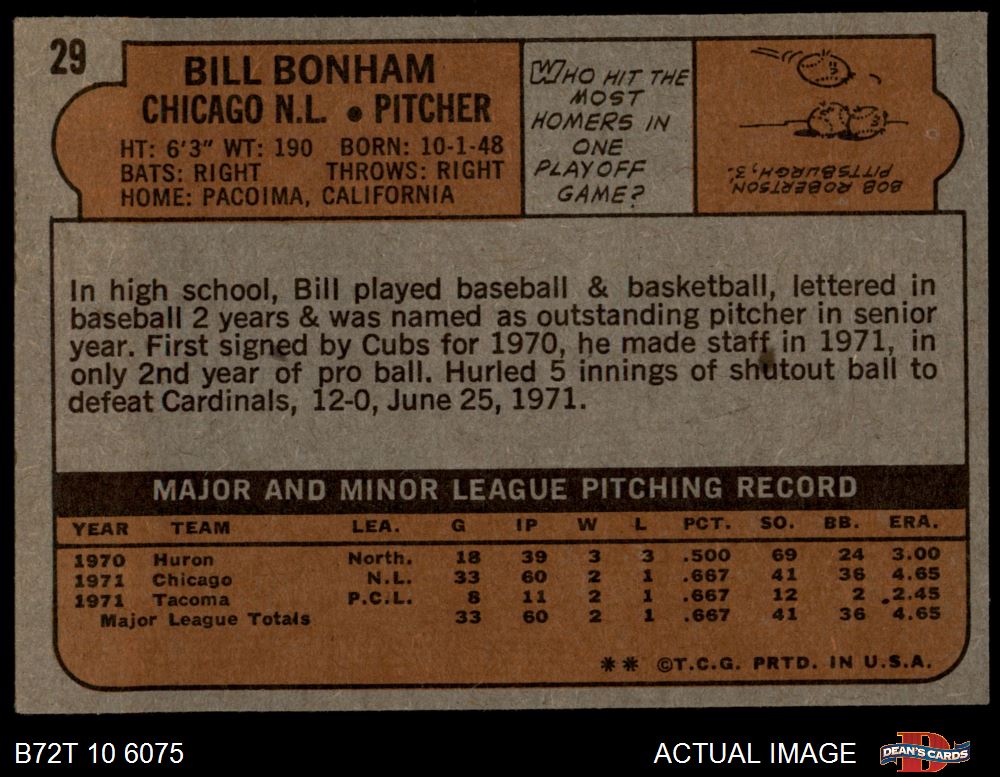 29
BILL BONHAM
CHICAGO N.L. • PITCHER
HT: 6'3" WT: 190 BORN: 10-1-48
BATS: RIGHT THROWS: RIGHT
HOME: PACOIMA, CALIFORNIA
WHO HIT THE
MOST
HOMERS IN
ONE
PLAYOFF
GAME?
BOB ROBERTSON
PITTSBURGH, 3.
In high school, Bill played baseball & basketball, lettered in
baseball 2 years & was named as outstanding pitcher in senior
year. First signed by Cubs for 1970, he made staff in 1971, in
only 2nd year of pro ball. Hurled 5 innings of shutout ball to
defeat Cardinals, 12-0, June 25, 1971.
MAJOR AND MINOR LEAGUE PITCHING RECORD
YEAR TEAM LEA. G IP W L PCT. SO. BB. ERA.
1970 Huron North. 18 39 3 3 .500 69 24 3.00
1971 Chicago N.L. 33 60 2 1 .667 41 36 4.65
1971 Tacoma P.C.L. 8 11 2 1 .667 12 2 2.45
Major League Totals 33 60 2 1 .667 41 36 4.65
** ©T.C.G. PRTD. IN U.S.A.
B72T 10 6075
ACTUAL IMAGE
DEAN'S CARDS